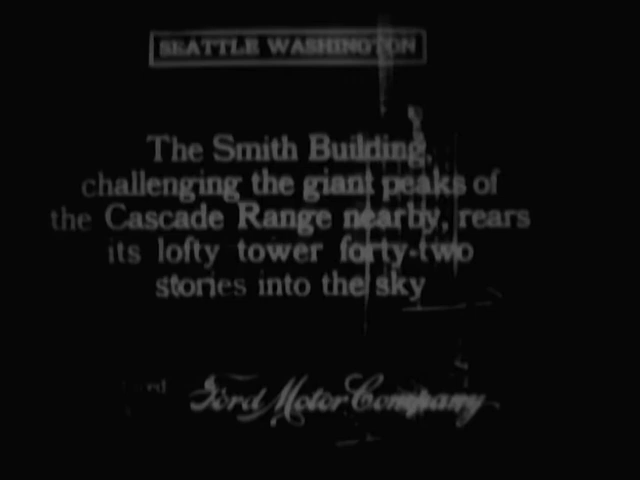 SEATTLE WASHINGTON
The Smith Building,
challenging the giant peaks of
the Cascade Range nearby, rears
its lofty tower forty-two
stories into the sky
Ford Motor Company